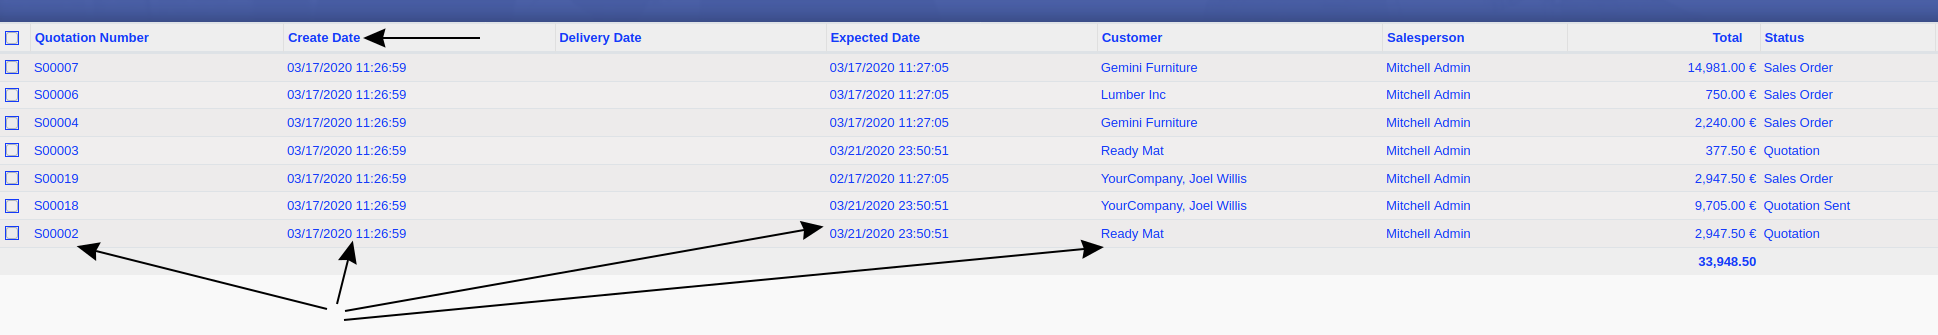 Quotation Number Create Date Delivery Date Expected Date Customer Salesperson Total Status
S00007 03/17/2020 11:26:59 03/17/2020 11:27:05 Gemini Furniture Mitchell Admin 14,981.00 € Sales Order
S00006 03/17/2020 11:26:59 03/17/2020 11:27:05 Lumber Inc Mitchell Admin 750.00 € Sales Order
S00004 03/17/2020 11:26:59 03/17/2020 11:27:05 Gemini Furniture Mitchell Admin 2,240.00 € Sales Order
S00003 03/17/2020 11:26:59 03/21/2020 23:50:51 Ready Mat Mitchell Admin 377.50 € Quotation
S00019 03/17/2020 11:26:59 02/17/2020 11:27:05 YourCompany, Joel Willis Mitchell Admin 2,947.50 € Sales Order
S00018 03/17/2020 11:26:59 03/21/2020 23:50:51 YourCompany, Joel Willis Mitchell Admin 9,705.00 € Quotation Sent
S00002 03/17/2020 11:26:59 03/21/2020 23:50:51 Ready Mat Mitchell Admin 2,947.50 € Quotation
33,948.50